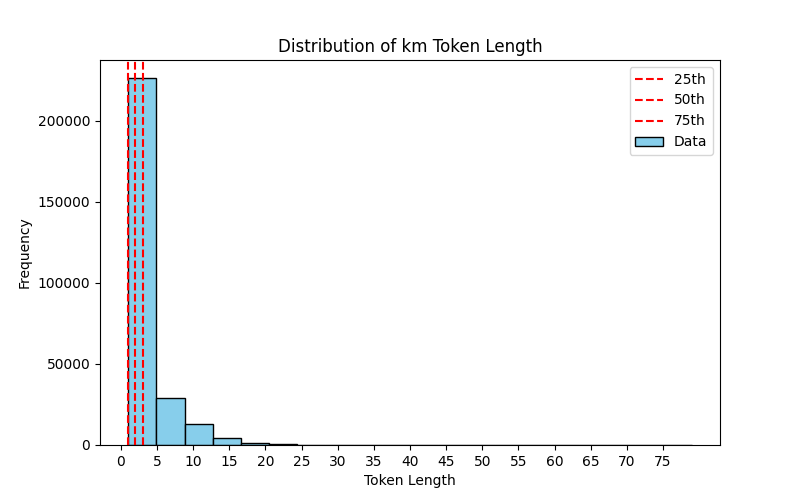 Distribution of km Token Length
25th
50th
75th
Data
Frequency
200000
150000
100000
50000
0
0 5 10 15 20 25 30 35 40 45 50 55 60 65 70 75
Token Length